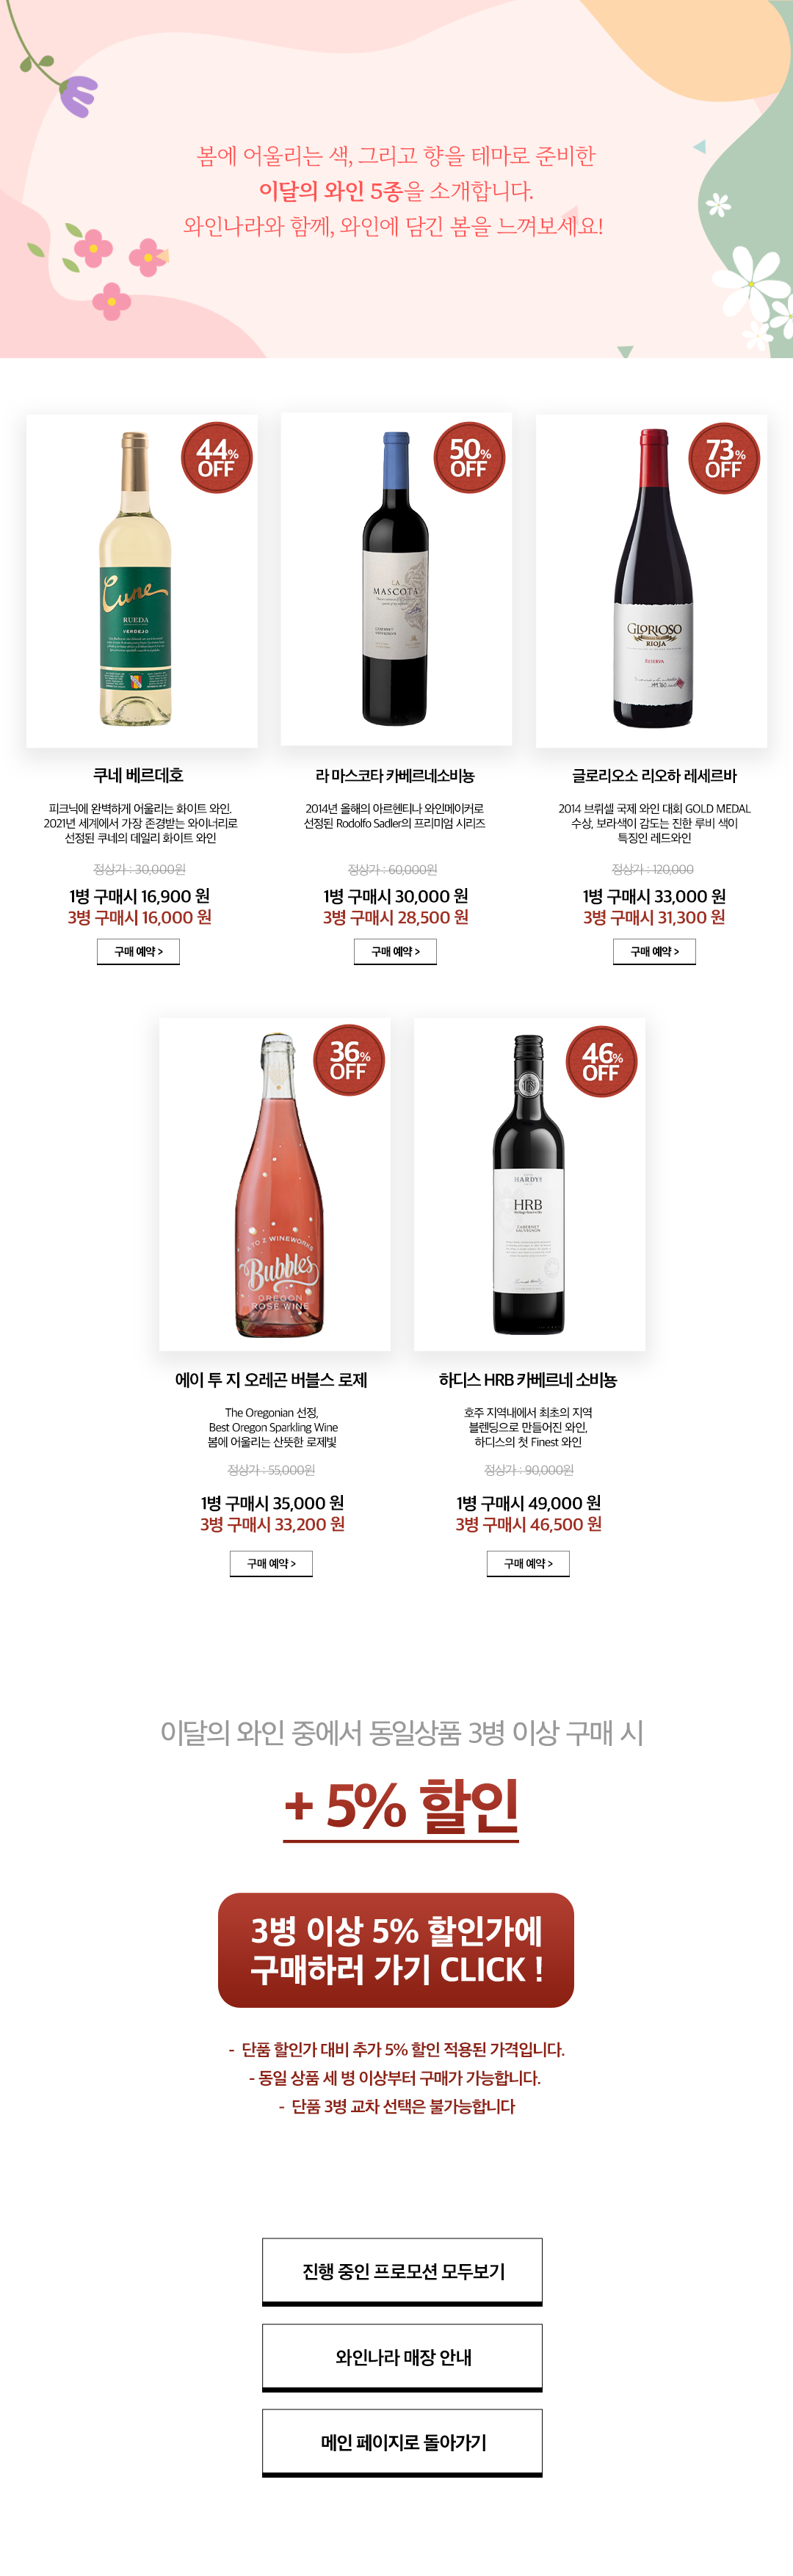 봄에 어울리는 색, 그리고 향을 테마로 준비한
이달의 와인 5종을 소개합니다.
와인나라와 함께, 와인에 담긴 봄을 느껴보세요!
44%
OFF
Cune
RUEDA
VERDEJO
50%
OFF
LA
MASCOTA
CABERNET
SAUVIGNON
73%
OFF
GLORIOSO
RIOJA
RESERVA
쿠네 베르데호
피크닉에 완벽하게 어울리는 화이트 와인.
2021년 세계에서 가장 존경받는 와이너리로
선정된 쿠네의 데일리 화이트 와인
정상가 : 30,000원
1병 구매시 16,900 원
3병 구매시 16,000 원
구매 예약 >
라 마스코타 카베르네소비뇽
2014년 올해의 아르헨티나 와인메이커로
선정된 Rodolfo Sadler의 프리미엄 시리즈
정상가 : 60,000원
1병 구매시 30,000 원
3병 구매시 28,500 원
구매 예약 >
글로리오소 리오하 레세르바
2014 브뤼셀 국제 와인 대회 GOLD MEDAL
수상, 보라색이 감도는 진한 루비 색이
특징인 레드와인
정상가 : 120,000
1병 구매시 33,000 원
3병 구매시 31,300 원
구매 예약 >
36%
OFF
A TO Z WINEWORKS
Bubbles
OREGON
ROSÉ WINE
46%
OFF
HARDYS
HRB
CABERNET
SAUVIGNON
에이 투 지 오레곤 버블스 로제
The Oregonian 선정,
Best Oregon Sparkling Wine
봄에 어울리는 산뜻한 로제빛
정상가 : 55,000원
1병 구매시 35,000 원
3병 구매시 33,200 원
구매 예약 >
하디스 HRB 카베르네 소비뇽
호주 지역내에서 최초의 지역
블렌딩으로 만들어진 와인,
하디스의 첫 Finest 와인
정상가 : 90,000원
1병 구매시 49,000 원
3병 구매시 46,500 원
구매 예약 >
이달의 와인 중에서 동일상품 3병 이상 구매 시
+ 5% 할인
3병 이상 5% 할인가에
구매하러 가기 CLICK !
- 단품 할인가 대비 추가 5% 할인 적용된 가격입니다.
- 동일 상품 세 병 이상부터 구매가 가능합니다.
- 단품 3병 교차 선택은 불가능합니다
진행 중인 프로모션 모두보기
와인나라 매장 안내
메인 페이지로 돌아가기